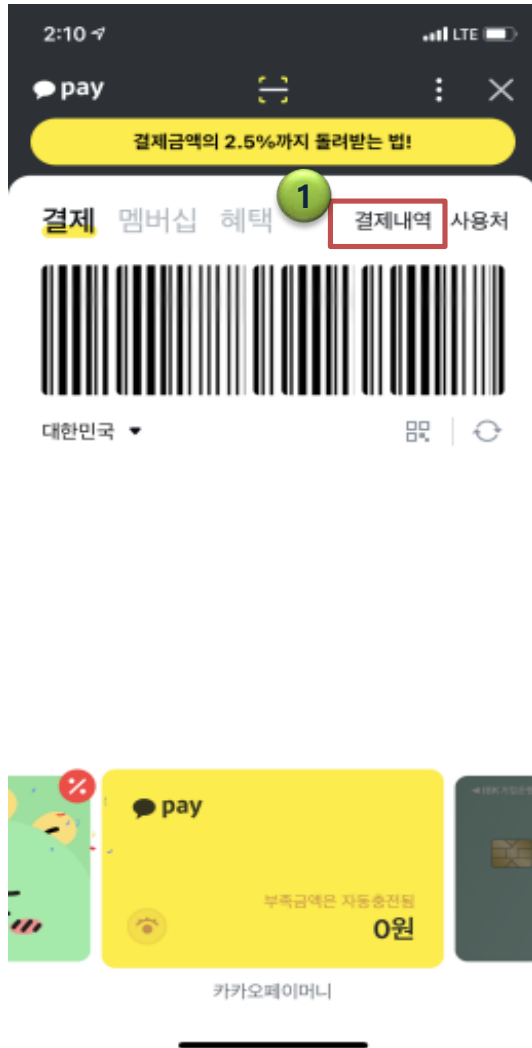 2:10 LTE
pay
결제금액의 2.5%까지 돌려받는 법!
1
결제 멤버십 혜택 결제내역 사용처
대한민국
%
pay
부족금액은 자동충전됨
0원
카카오페이머니